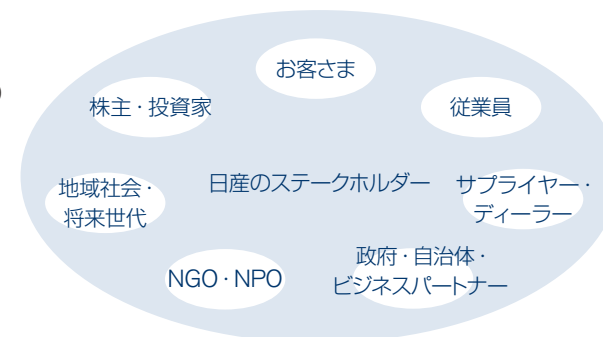 お客さま
株主・投資家
従業員
地域社会・
将来世代
日産のステークホルダー
サプライヤー・
ディーラー
NGO・NPO
政府・自治体・
ビジネスパートナー